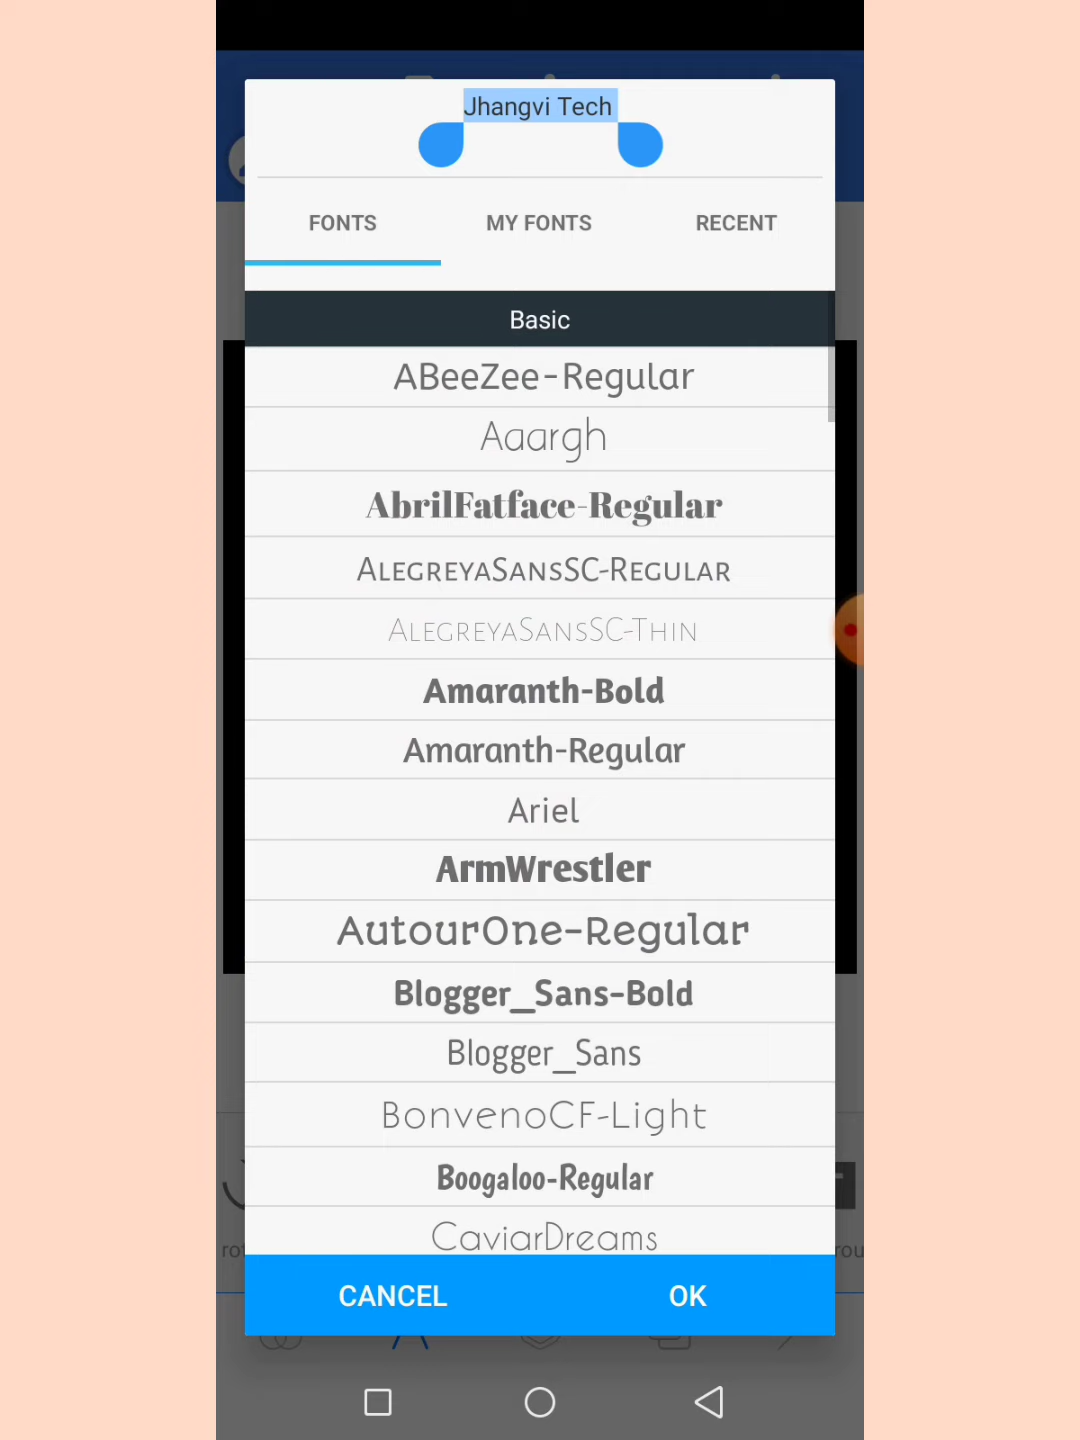 Jhangvi Tech
FONTS MY FONTS RECENT
Basic
ABeeZee-Regular
Aaargh
AbrilFatface-Regular
AlegreyaSansSC-Regular
AlegreyaSansSC-Thin
Amaranth-Bold
Amaranth-Regular
Ariel
ArmWrestler
AutourOne-Regular
Blogger_Sans-Bold
Blogger_Sans
BonvenoCF-Light
Boogaloo-Regular
CaviarDreams
CANCEL OK